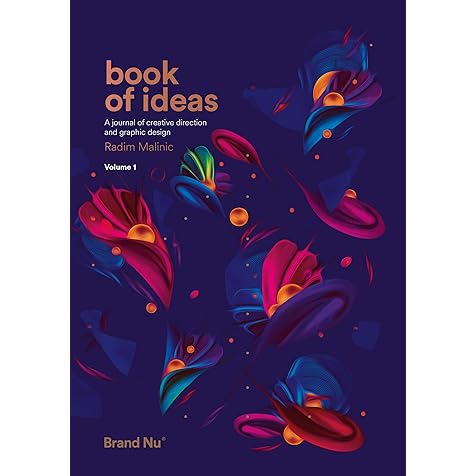 book
of ideas
A journal of creative direction
and graphic design
Radim Malinic
Volume 1
Brand Nu®